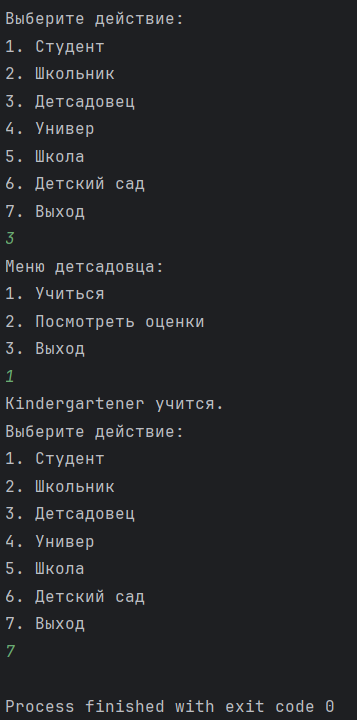 Выберите действие:
1. Студент
2. Школьник
3. Детсадовец
4. Универ
5. Школа
6. Детский сад
7. Выход
3
Меню детсадовца:
1. Учиться
2. Посмотреть оценки
3. Выход
1
Kindergartener учится.
Выберите действие:
1. Студент
2. Школьник
3. Детсадовец
4. Универ
5. Школа
6. Детский сад
7. Выход
7
Process finished with exit code 0